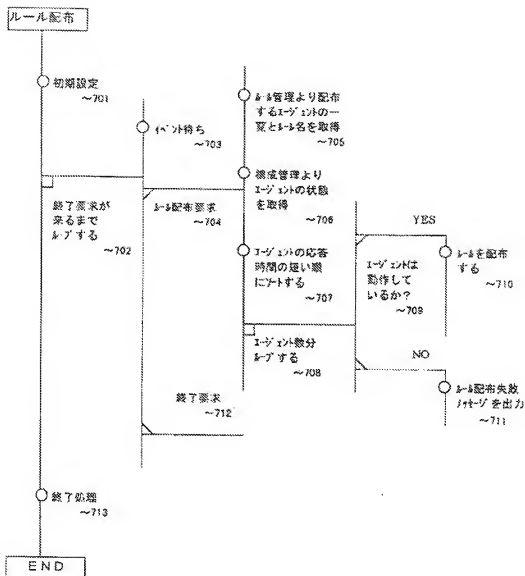 ルール配布
初期設定
～701
イベント待ち
～703
ルール管理より配布
するエージェントの一
覧とルール名を取得
～705
終了要求が
来るまで
ループする
～702
ルール配布要求
～704
構成管理より
エージェントの状態
を取得
～706
エージェントの応答
時間の短い順
にソートする
～707
エージェント数分
ループする
～708
エージェントは
動作して
いるか？
～709
YES
ルールを配布
する
～710
NO
ルール配布失敗
メッセージを出力
～711
終了要求
～712
終了処理
～713
END